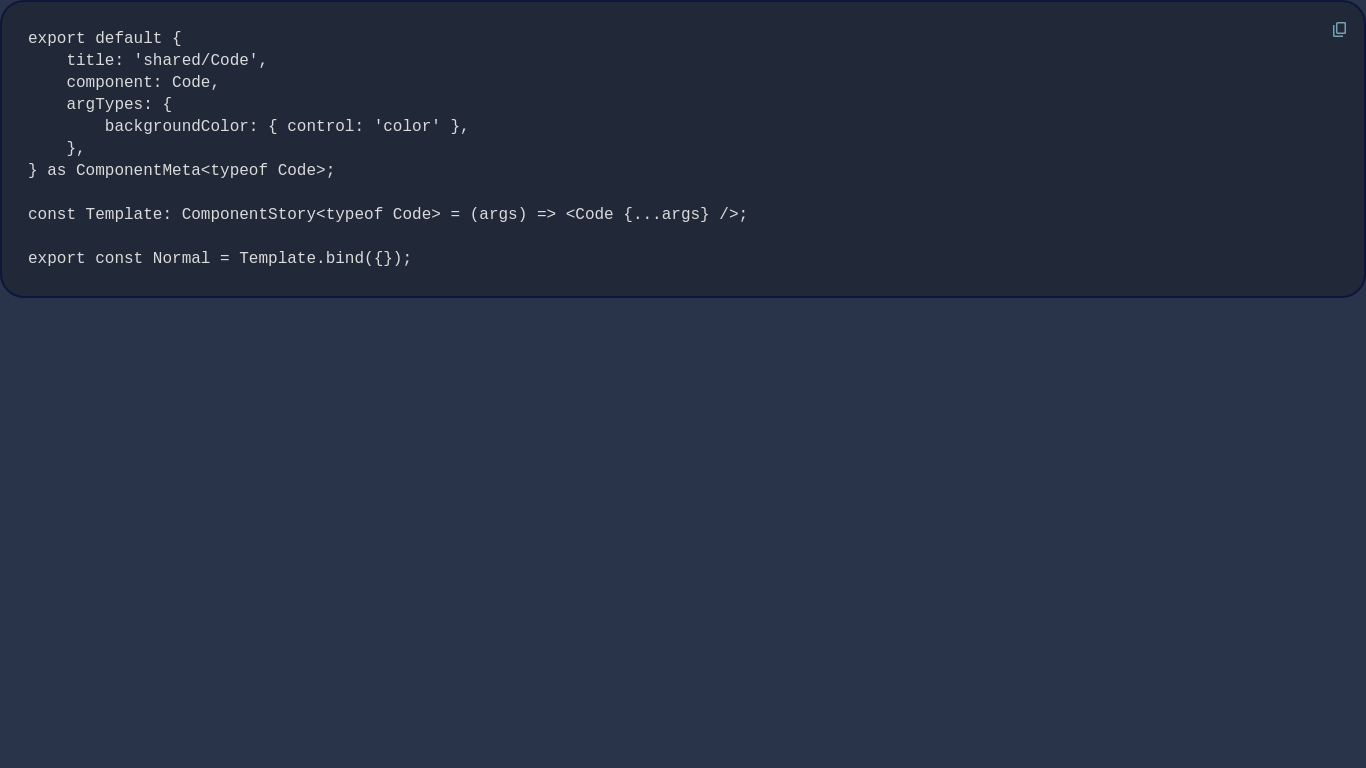 export default {
    title: 'shared/Code',
    component: Code,
    argTypes: {
        backgroundColor: { control: 'color' },
    },
} as ComponentMeta<typeof Code>;

const Template: ComponentStory<typeof Code> = (args) => <Code {...args} />;

export const Normal = Template.bind({});